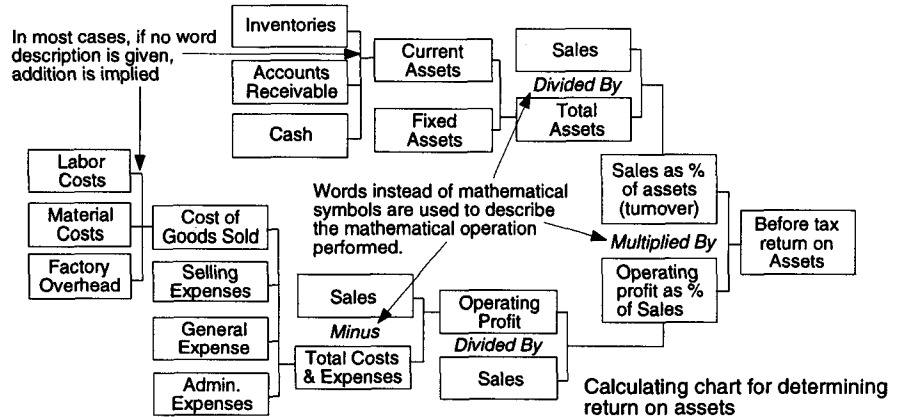 In most cases, if no word
description is given,
addition is implied
Inventories
Accounts
Receivable
Cash
Current
Assets
Fixed
Assets
Sales
Divided By
Total
Assets
Labor
Costs
Material
Costs
Factory
Overhead
Cost of
Goods Sold
Selling
Expenses
General
Expense
Admin.
Expenses
Words instead of mathematical
symbols are used to describe
the mathematical operation
performed.
Sales
Minus
Total Costs
& Expenses
Operating
Profit
Divided By
Sales
Sales as %
of assets
(turnover)
Multiplied By
Operating
profit as %
of Sales
Before tax
return on
Assets
Calculating chart for determining
return on assets